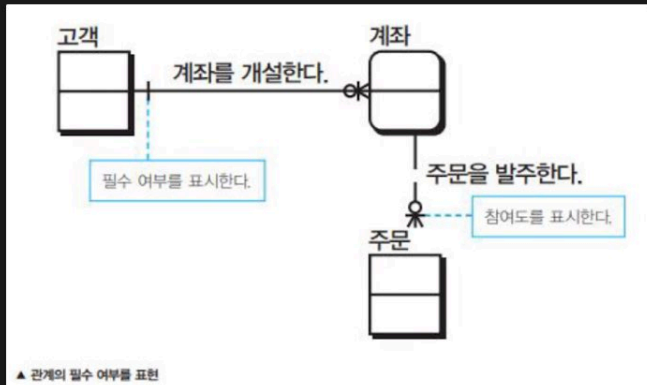 고객
계좌
계좌를 개설한다.
필수 여부를 표시한다.
주문을 발주한다.
참여도를 표시한다.
주문
▲ 관계의 필수 여부를 표현